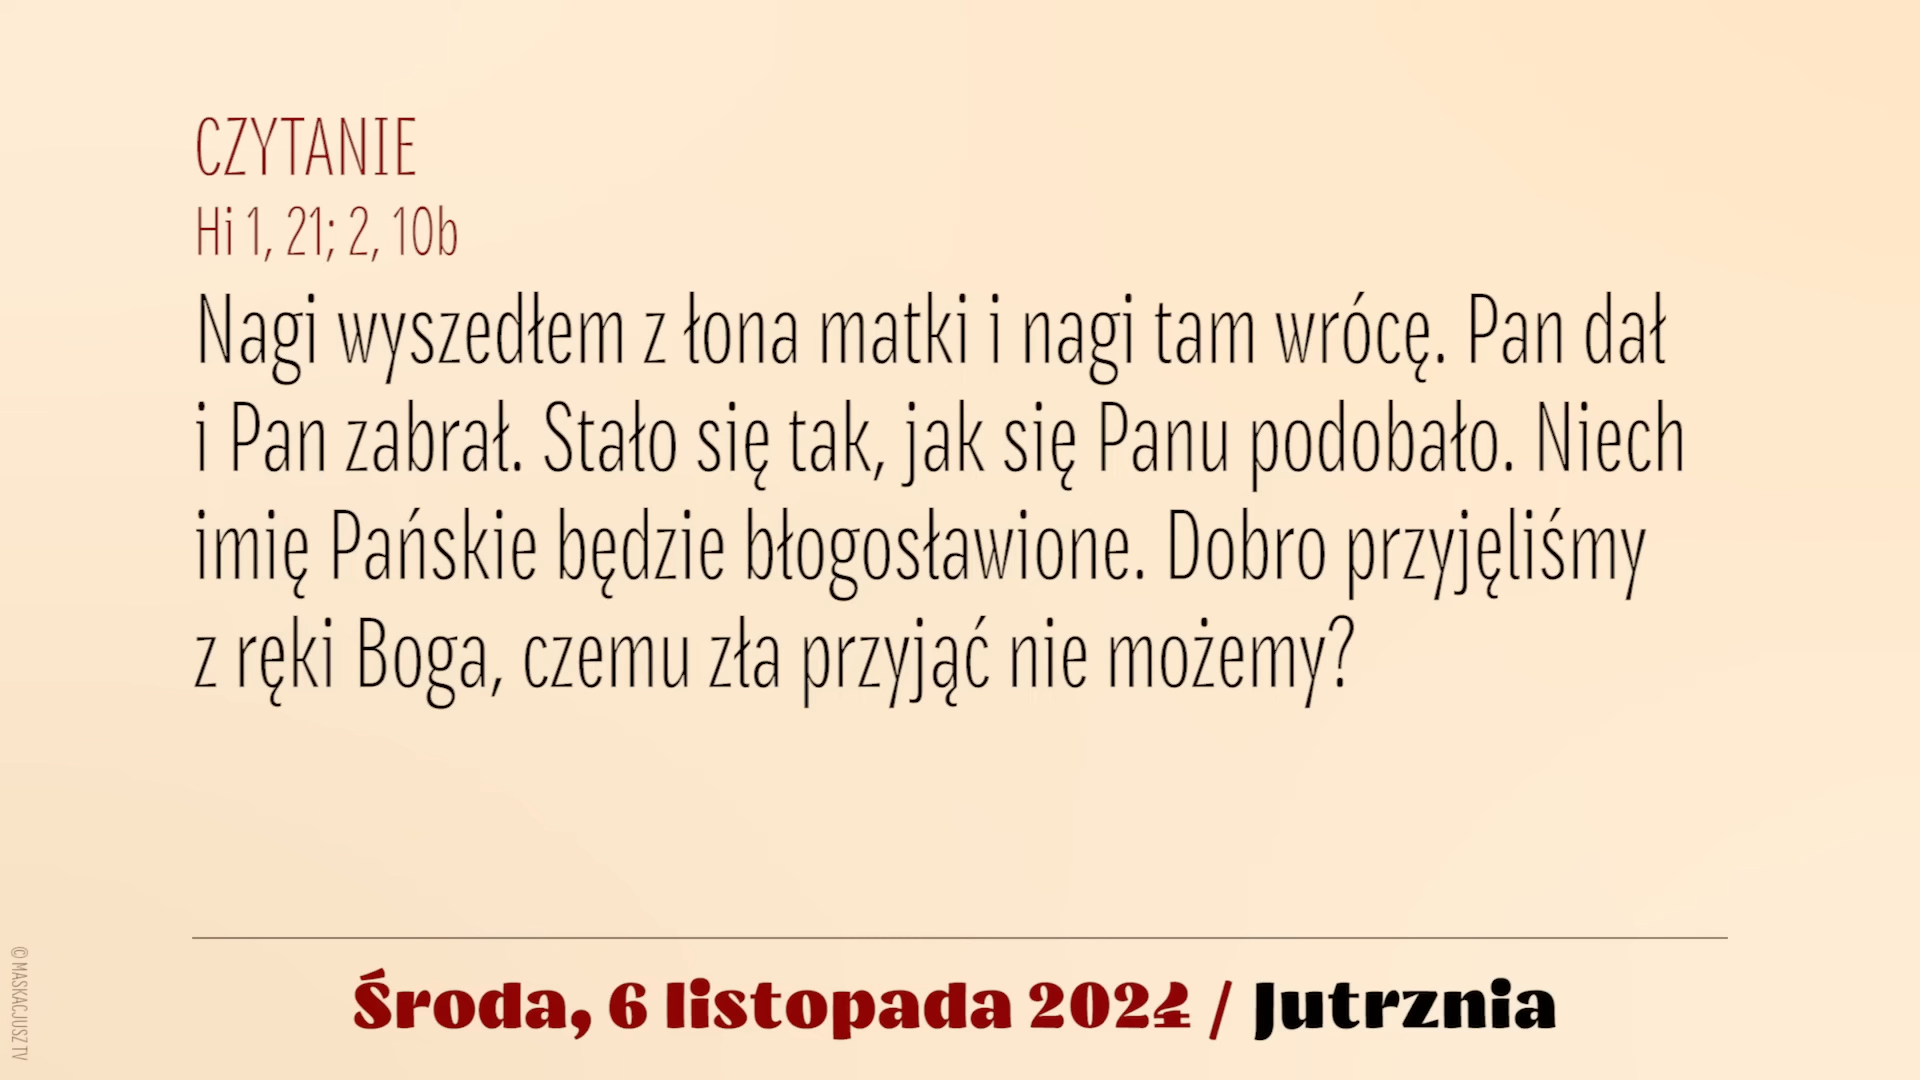 CZYTANIE
Hi 1, 21; 2, 10b
Nagi wyszedłem z łona matki i nagi tam wrócę. Pan dał
i Pan zabrał. Stało się tak, jak się Panu podobało. Niech
imię Pańskie będzie błogosławione. Dobro przyjęliśmy
z ręki Boga, czemu zła przyjąć nie możemy?
Środa, 6 listopada 2024 / Jutrznia
© MASKACJUSZ TV